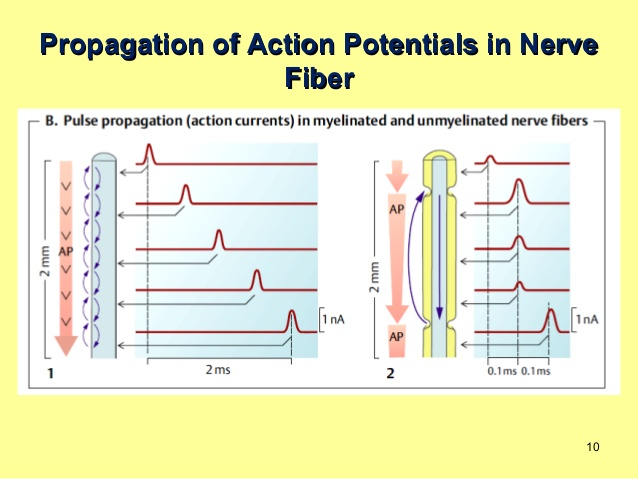 Propagation of Action Potentials in Nerve
Fiber
B. Pulse propagation (action currents) in myelinated and unmyelinated nerve fibers
2 mm
AP
1 nA
2 ms
1
AP
2 mm
AP
1 nA
0.1 ms 0.1 ms
2
10